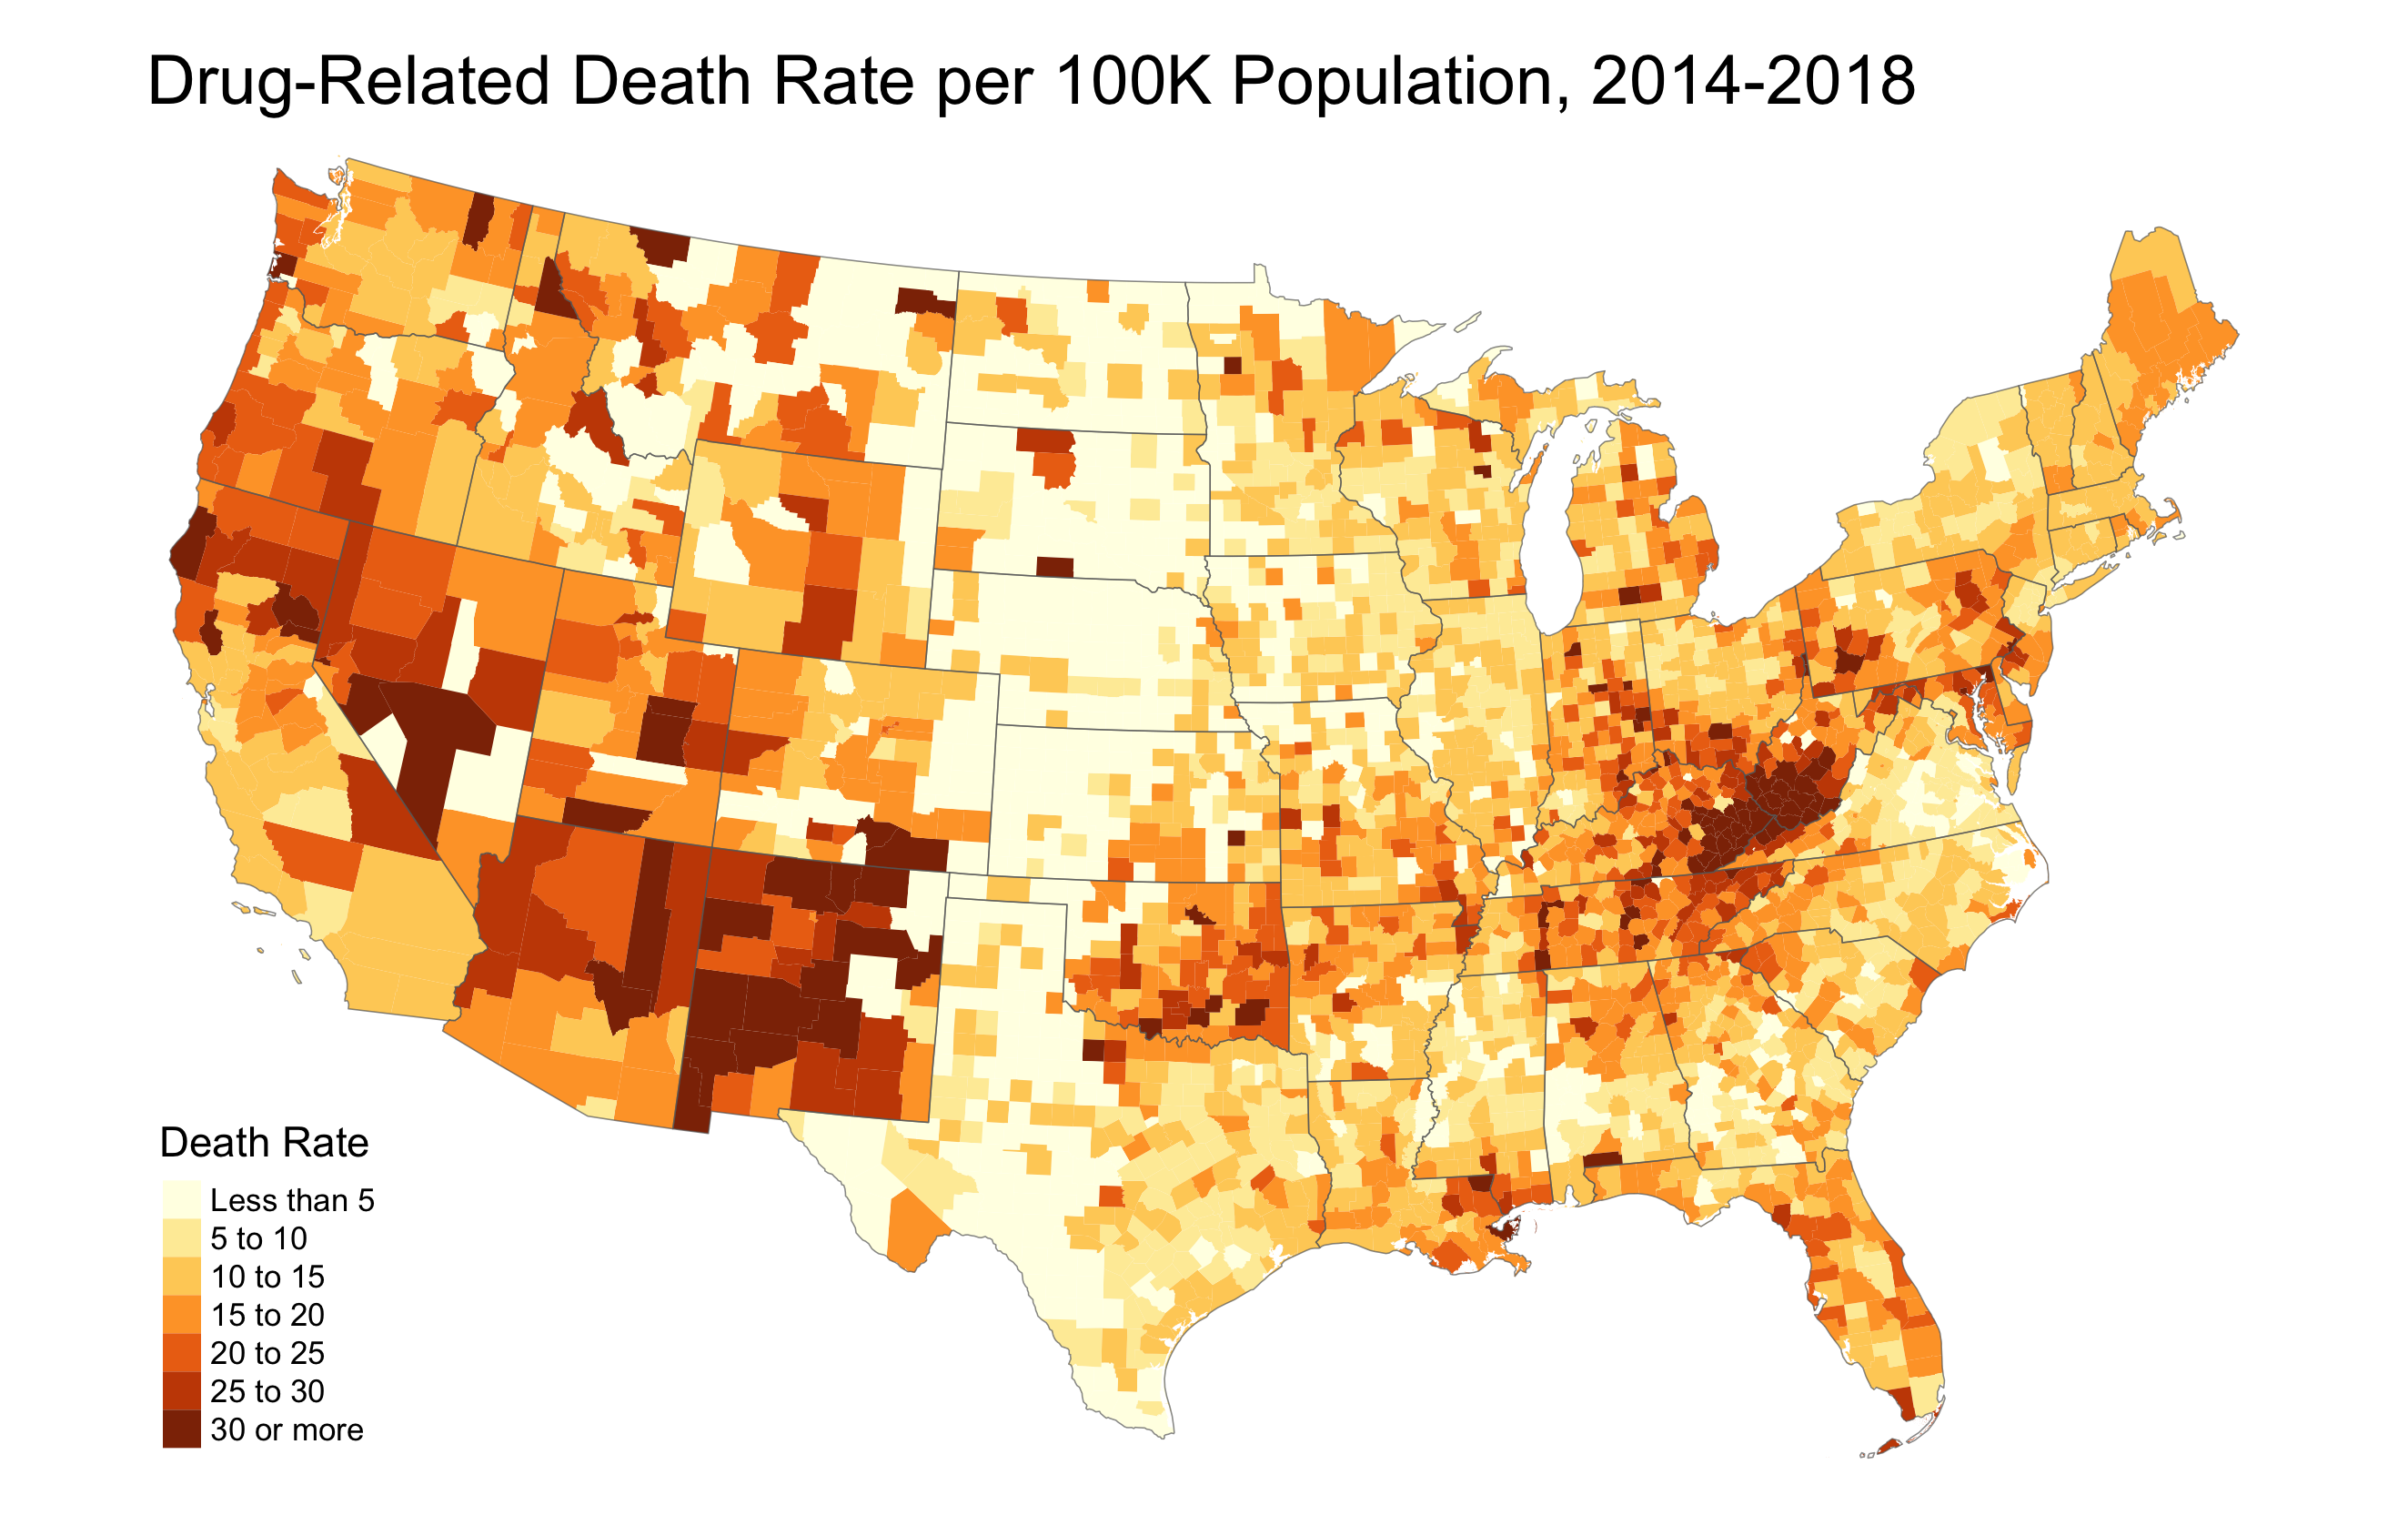 Drug-Related Death Rate per 100K Population, 2014-2018
Death Rate
Less than 5
5 to 10
10 to 15
15 to 20
20 to 25
25 to 30
30 or more